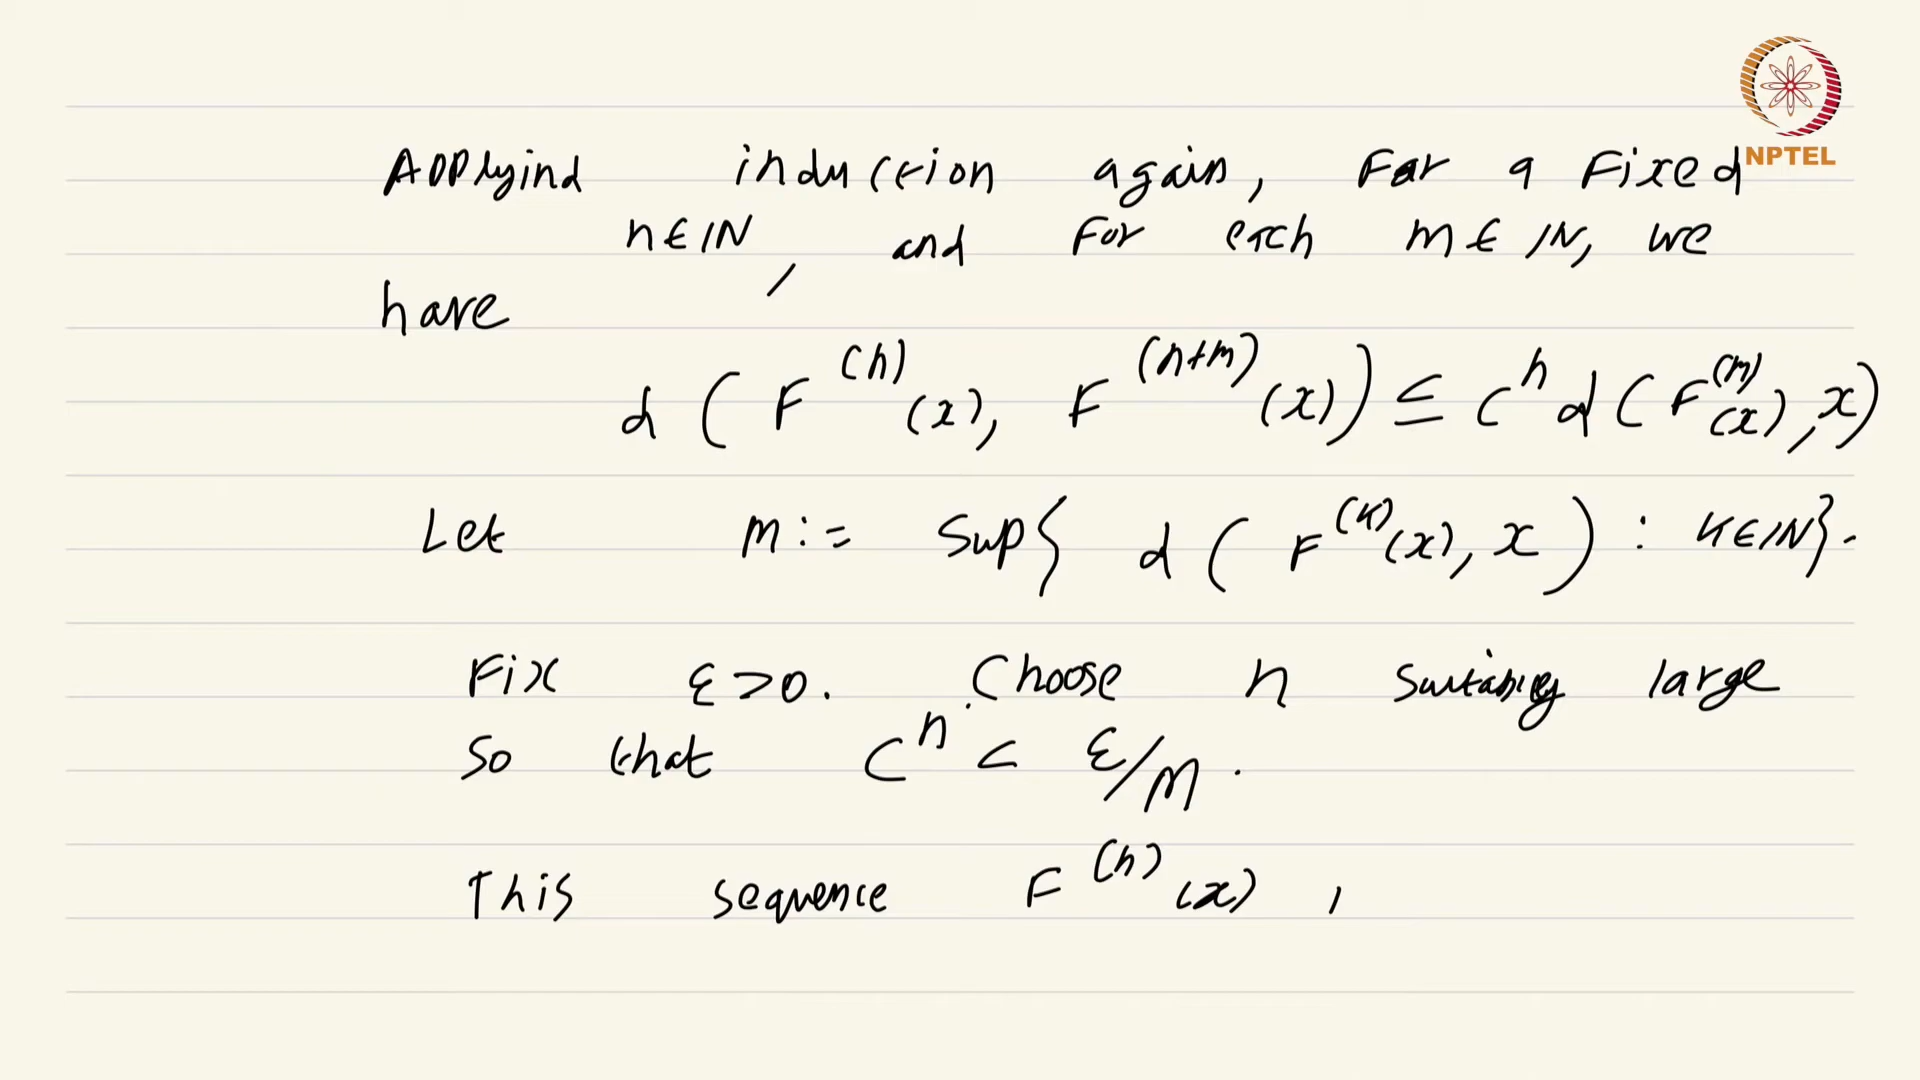 NPTEL
Applyind induction again, For a Fixed
n∈ℕ, and For each m∈ℕ, we
have
d(F^(n)(x), F^(n+m)(x)) ≤ C^n d(F^(m)(x), x)
Let M := Sup{ d(F^(k)(x), x) : k∈ℕ}.
Fix ε>0. Choose n suitably large
So that C^n < ε/M.
This sequence F^(n)(x),